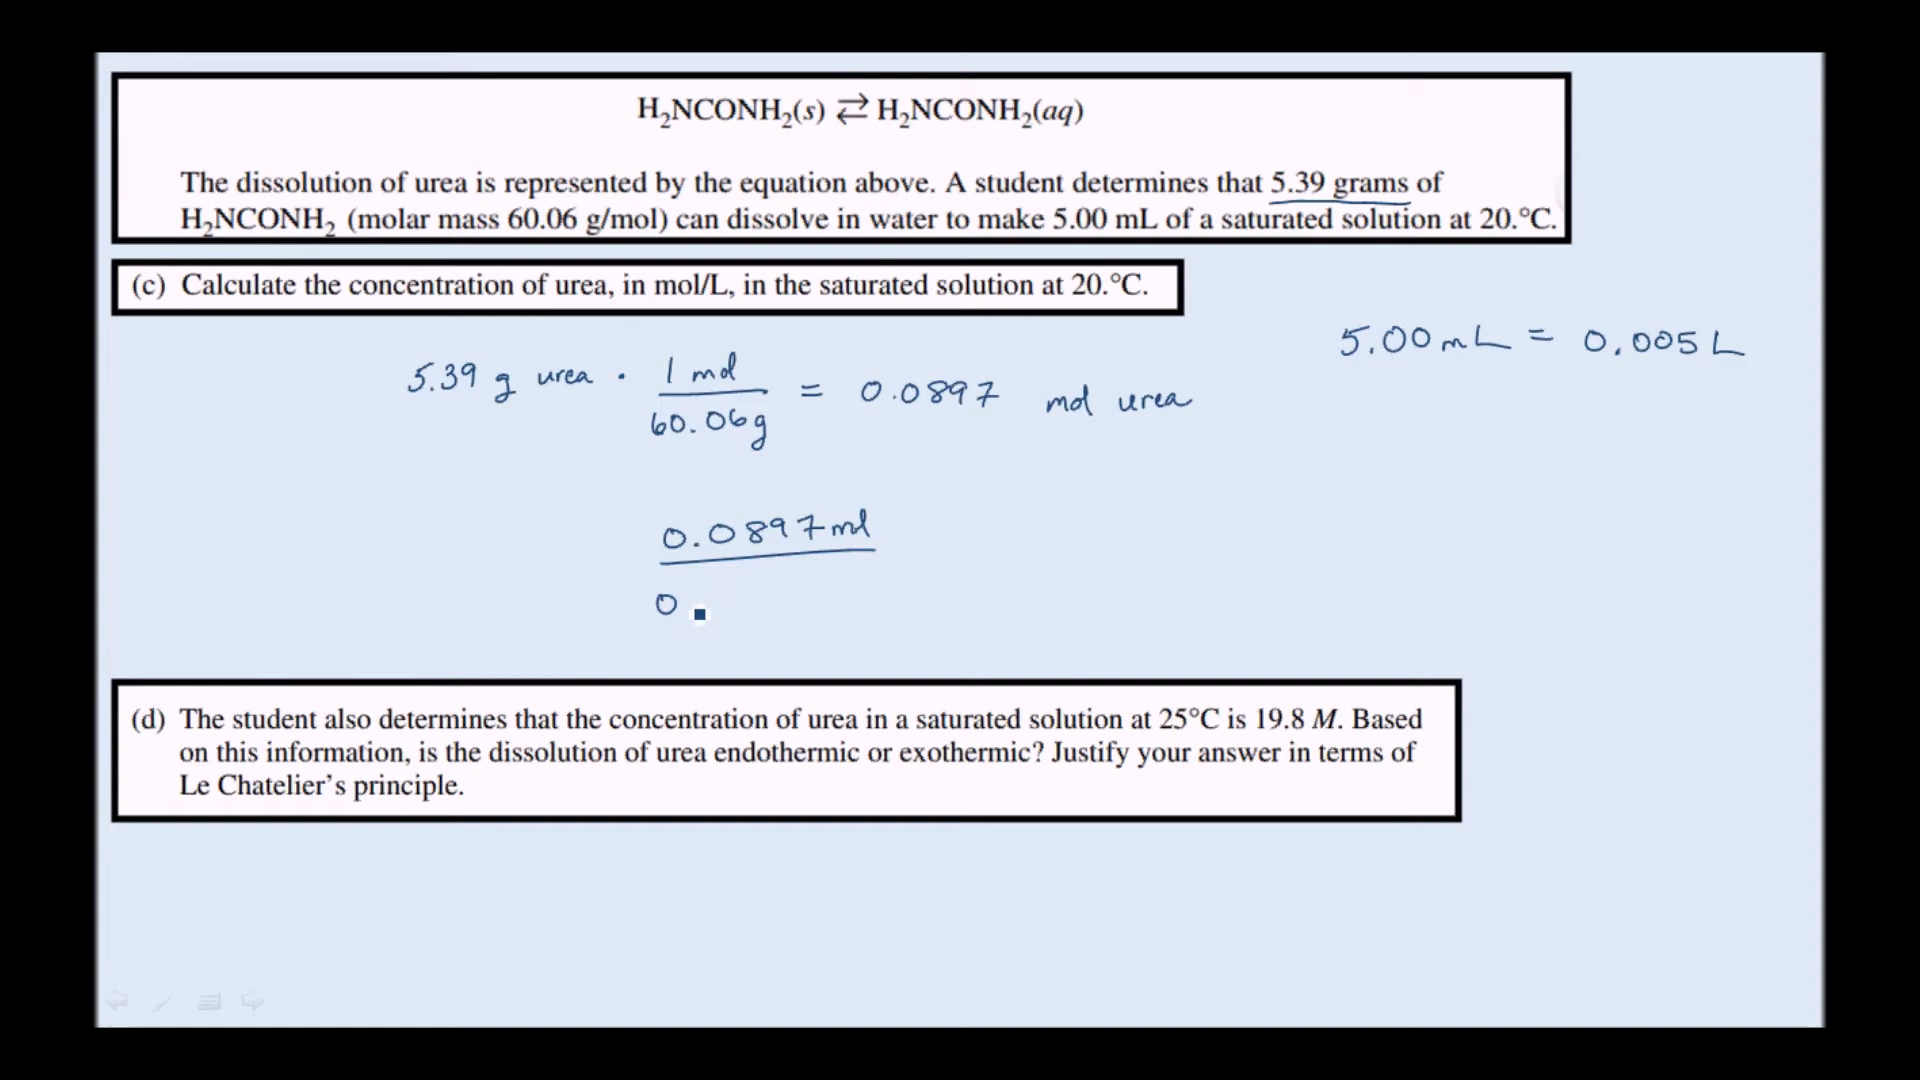 H₂NCONH₂(s) ⇄ H₂NCONH₂(aq)
The dissolution of urea is represented by the equation above. A student determines that 5.39 grams of
H₂NCONH₂ (molar mass 60.06 g/mol) can dissolve in water to make 5.00 mL of a saturated solution at 20.°C.
(c) Calculate the concentration of urea, in mol/L, in the saturated solution at 20.°C.
5.00 mL = 0.005 L
5.39 g urea · 1 mol / 60.06g = 0.0897 mol urea
0.0897 mol
0.
(d) The student also determines that the concentration of urea in a saturated solution at 25°C is 19.8 M. Based
on this information, is the dissolution of urea endothermic or exothermic? Justify your answer in terms of
Le Chatelier's principle.